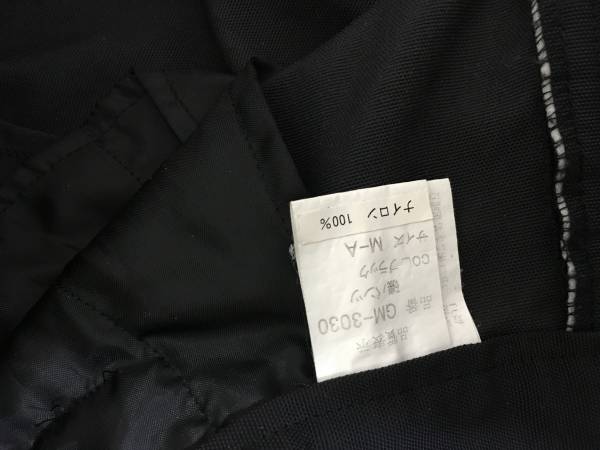 品質表示
品 番 GM-3030
磯パンツ
COL ブラック
サイズ M-A
ナイロン 100%